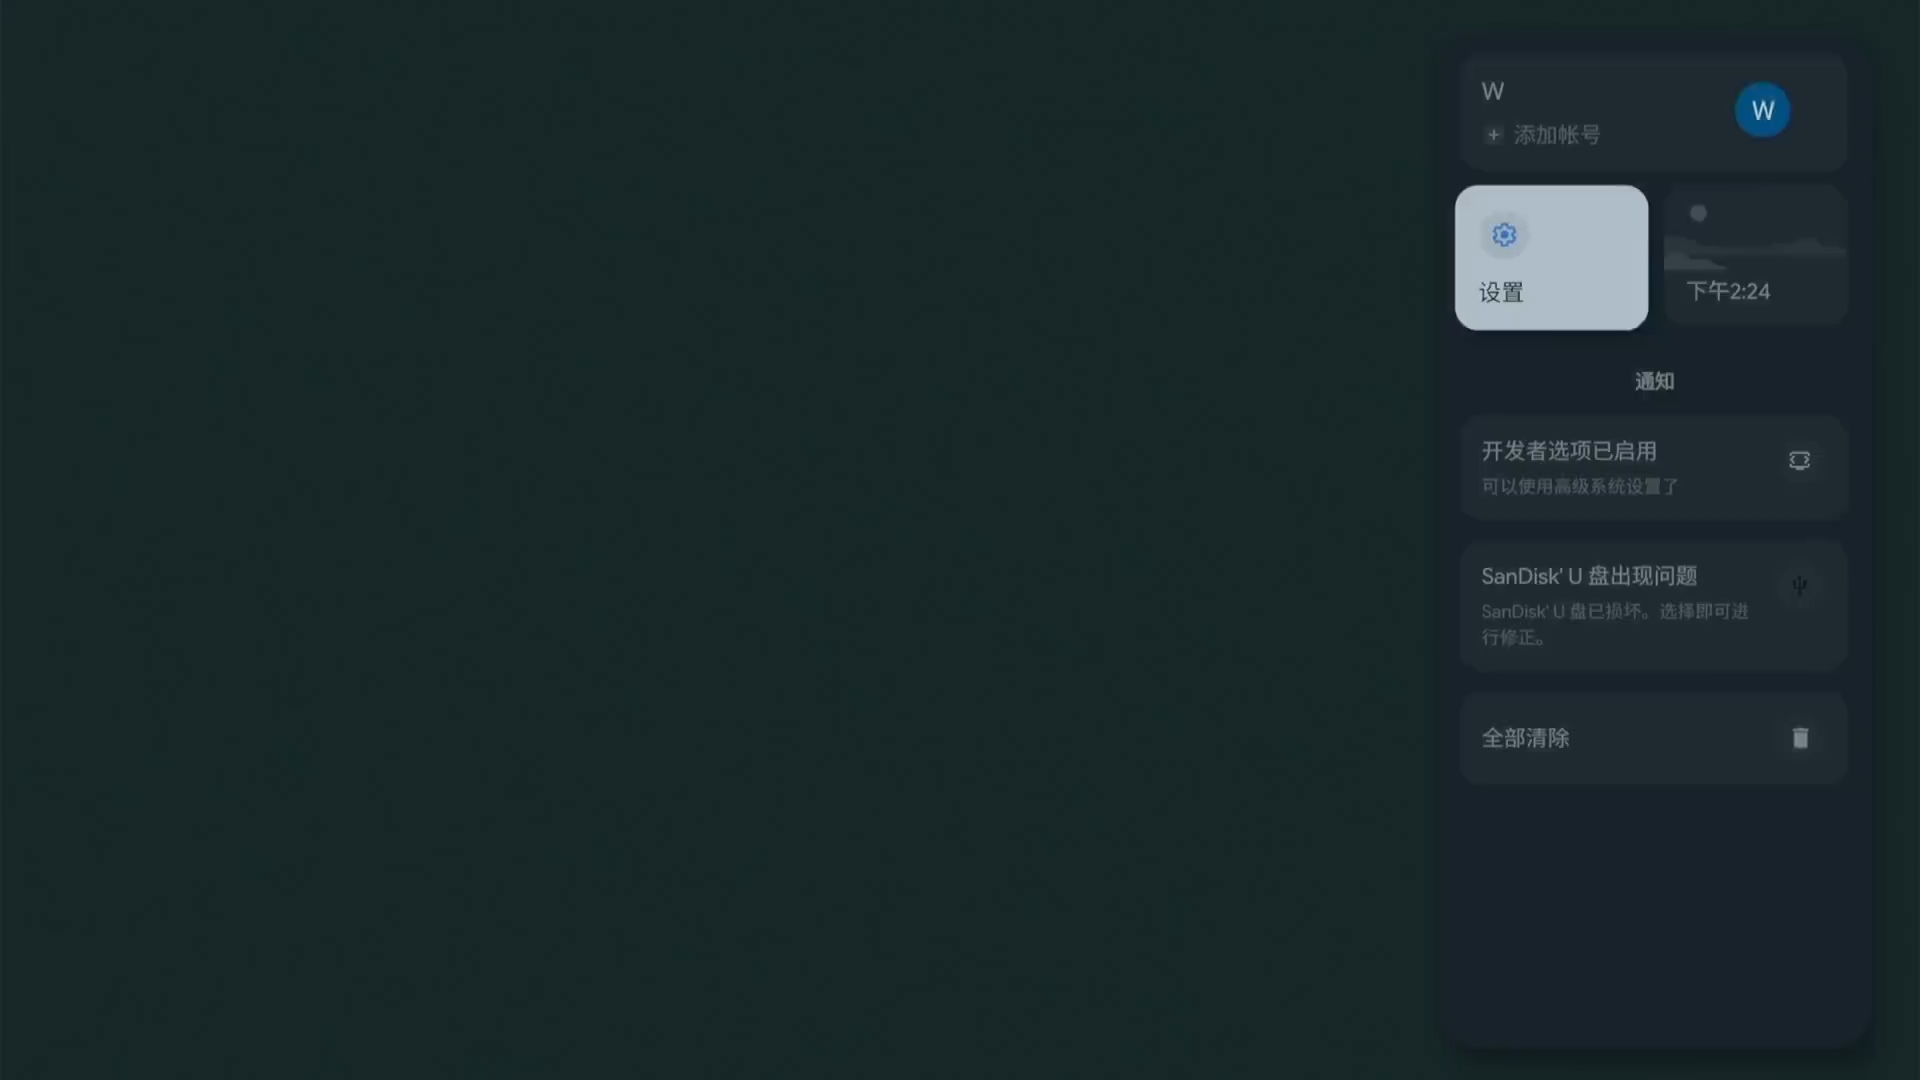 W
W
+ 添加帐号
设置
下午2:24
通知
开发者选项已启用
可以使用高级系统设置了
SanDisk' U 盘出现问题
SanDisk' U 盘已损坏。选择即可进
行修正。
全部清除